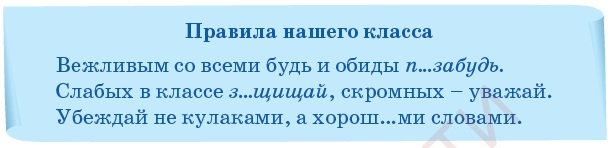 Правила нашего класса
Вежливым со всеми будь и обиды п...забудь.
Слабых в классе з...щищай, скромных – уважай.
Убеждай не кулаками, а хорош...ми словами.